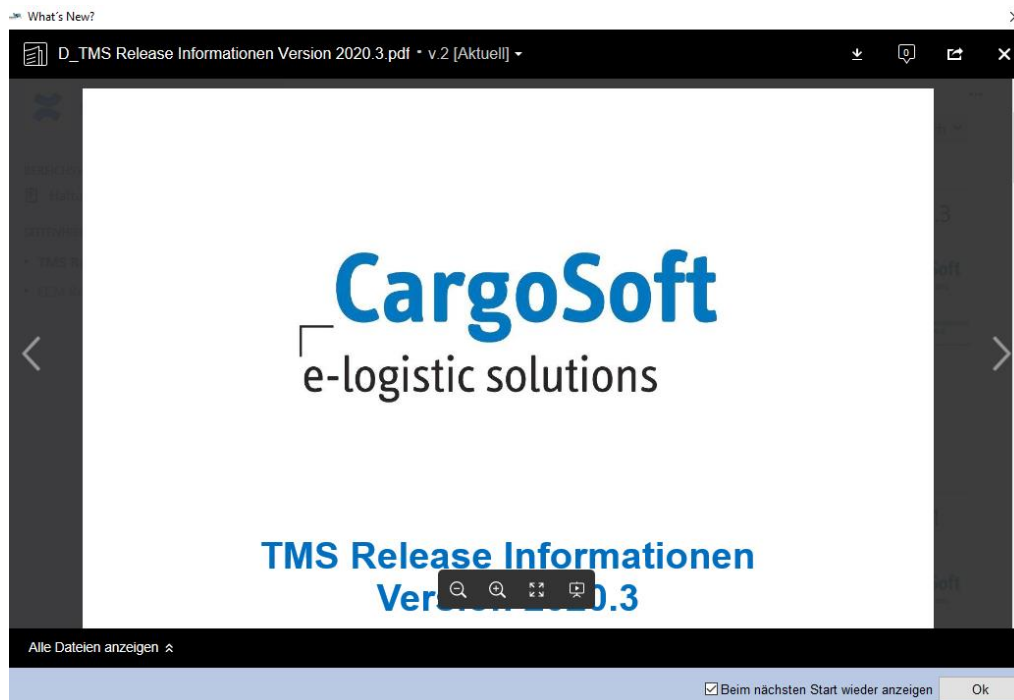 What´s New?
D_TMS Release Informationen Version 2020.3.pdf • v.2 [Aktuell]
0
CargoSoft
e-logistic solutions
TMS Release Informationen
Version 2020.3
Alle Dateien anzeigen
Beim nächsten Start wieder anzeigen
Ok